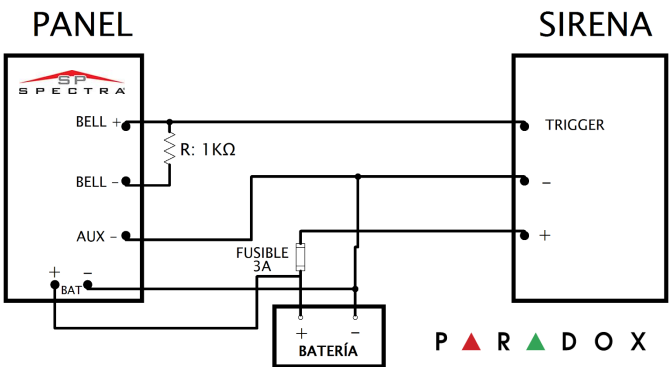 PANEL
SIRENA
SP
SPECTRA
BELL +
TRIGGER
R: 1KΩ
BELL -
-
AUX -
+
FUSIBLE
3A
+ -
BAT
+ -
BATERÍA
PARADOX